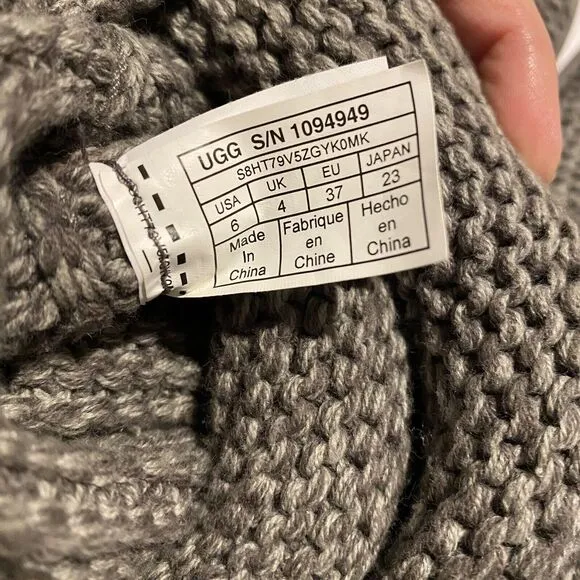 UGG S/N 1094949
S8HT79V5ZGYK0MK
USA UK EU JAPAN
6 4 37 23
Made Fabrique Hecho
In en en
China Chine China